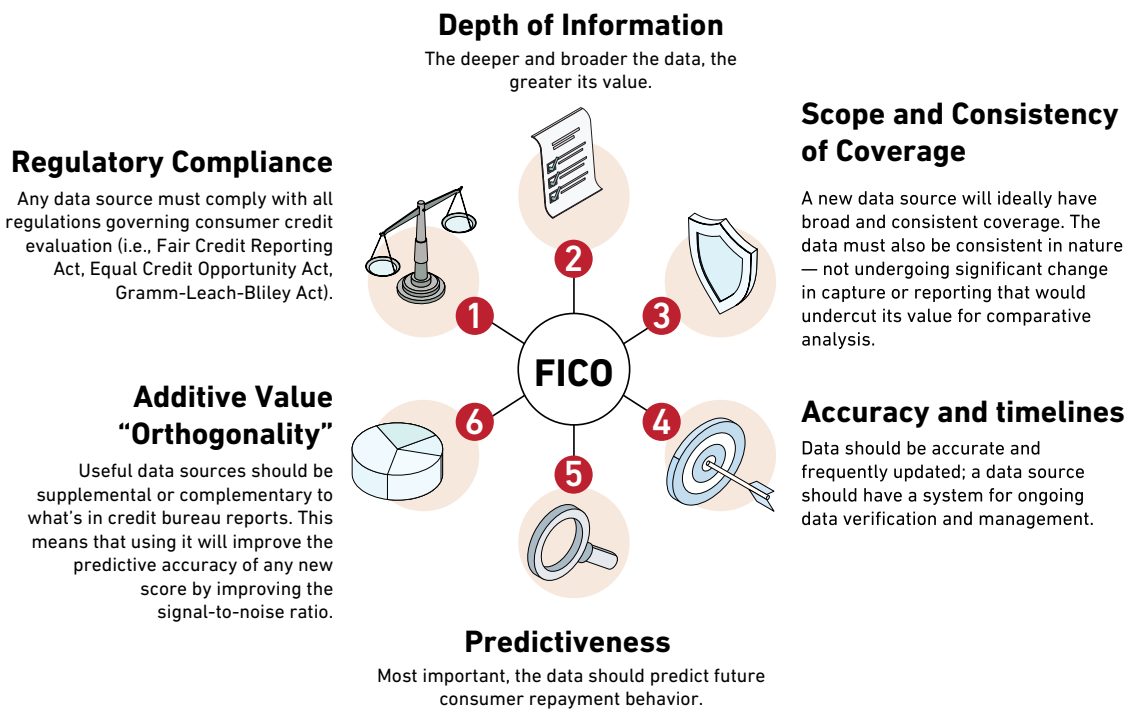 Depth of Information
The deeper and broader the data, the
greater its value.
Regulatory Compliance
Any data source must comply with all
regulations governing consumer credit
evaluation (i.e., Fair Credit Reporting
Act, Equal Credit Opportunity Act,
Gramm-Leach-Bliley Act).
Scope and Consistency
of Coverage
A new data source will ideally have
broad and consistent coverage. The
data must also be consistent in nature
— not undergoing significant change
in capture or reporting that would
undercut its value for comparative
analysis.
2
1
3
FICO
6
4
5
Additive Value
“Orthogonality”
Useful data sources should be
supplemental or complementary to
what’s in credit bureau reports. This
means that using it will improve the
predictive accuracy of any new
score by improving the
signal-to-noise ratio.
Accuracy and timelines
Data should be accurate and
frequently updated; a data source
should have a system for ongoing
data verification and management.
Predictiveness
Most important, the data should predict future
consumer repayment behavior.